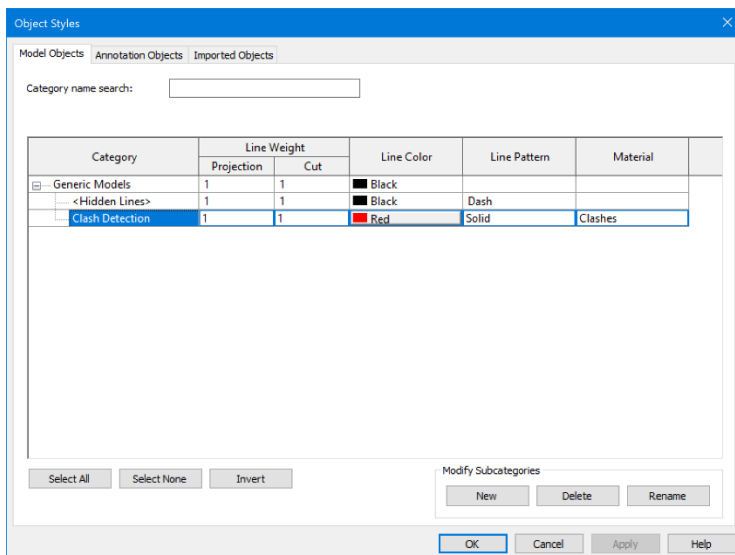 Object Styles
Model Objects Annotation Objects Imported Objects
Category name search:
Category Line Weight Line Color Line Pattern Material
Projection Cut
Generic Models 1 1 Black
<Hidden Lines> 1 1 Black Dash
Clash Detection 1 1 Red Solid Clashes
Select All Select None Invert
Modify Subcategories
New Delete Rename
OK Cancel Apply Help